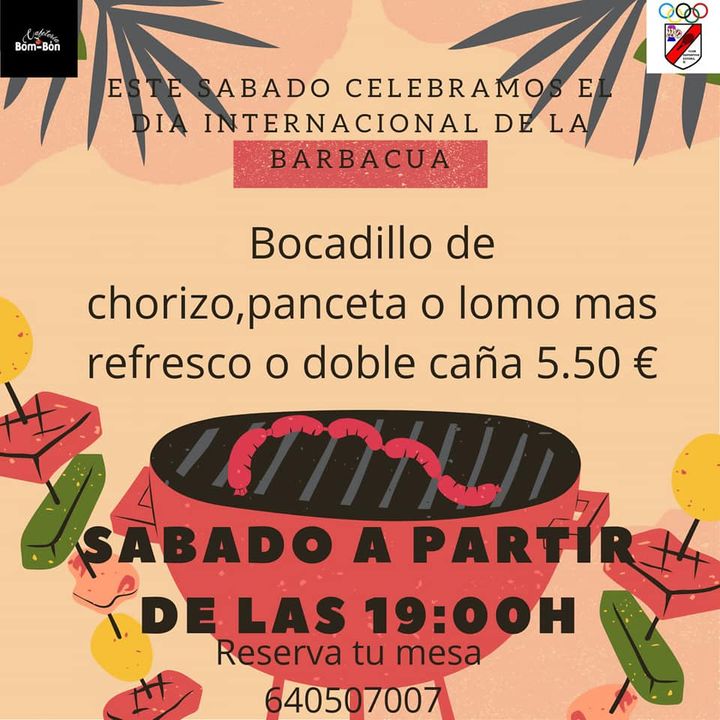 Cafetería
Bom-Bon
ESTE SABADO CELEBRAMOS EL
DIA INTERNACIONAL DE LA
BARBACUA
Bocadillo de
chorizo,panceta o lomo mas
refresco o doble caña 5.50 €
SABADO A PARTIR
DE LAS 19:00H
Reserva tu mesa
640507007